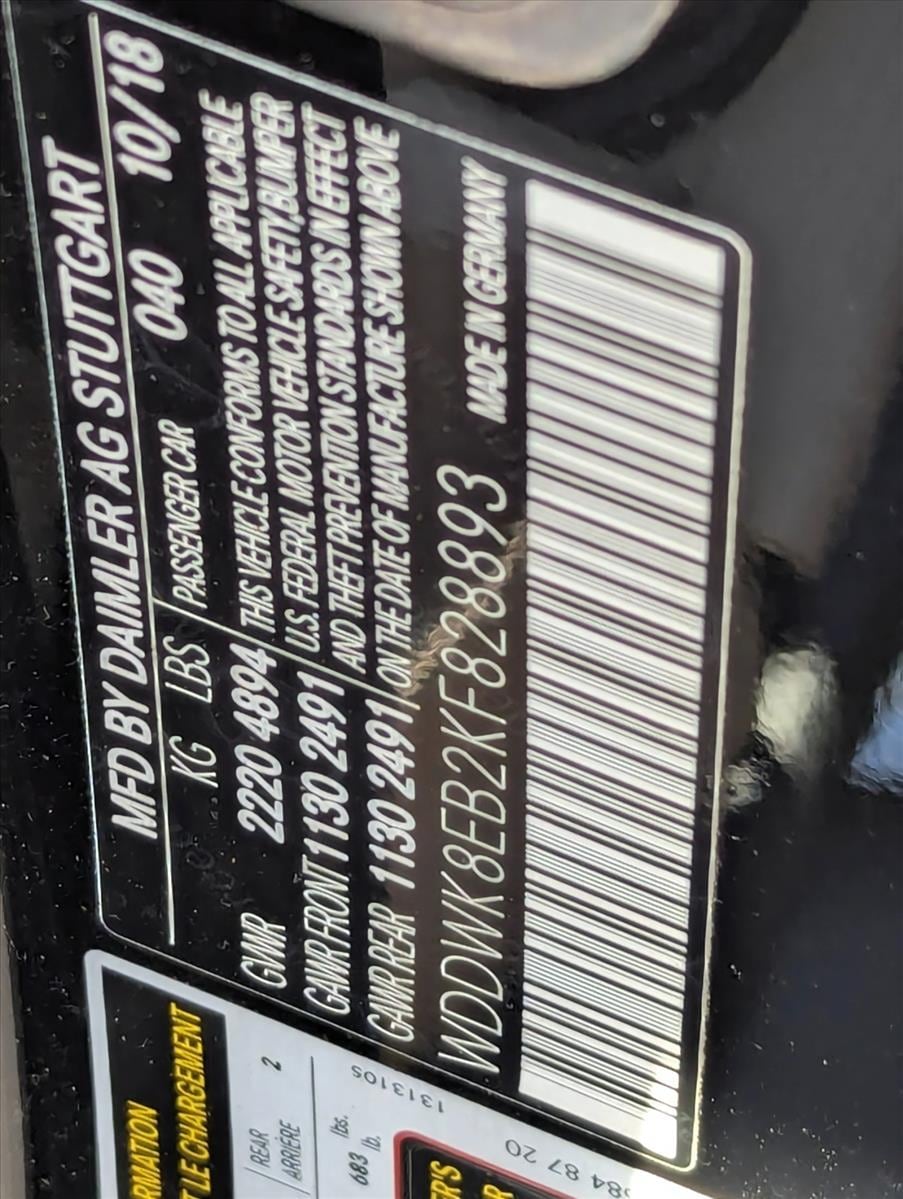 MFD BY DAIMLER AG STUTTGART
KG LBS PASSENGER CAR 040 10/18
GVWR 2220 4894 THIS VEHICLE CONFORMS TO ALL APPLICABLE
GAWR FRONT 1130 2491 U.S. FEDERAL MOTOR VEHICLE SAFETY, BUMPER
AND THEFT PREVENTION STANDARDS IN EFFECT
GAWR REAR 1130 2491 ON THE DATE OF MANUFACTURE SHOWN ABOVE
WDDWK8EB2KF828893 MADE IN GERMANY
LE CHARGEMENT
REAR 2
ARRIÈRE
lbs.
683 lb.
131310S
84 87 20